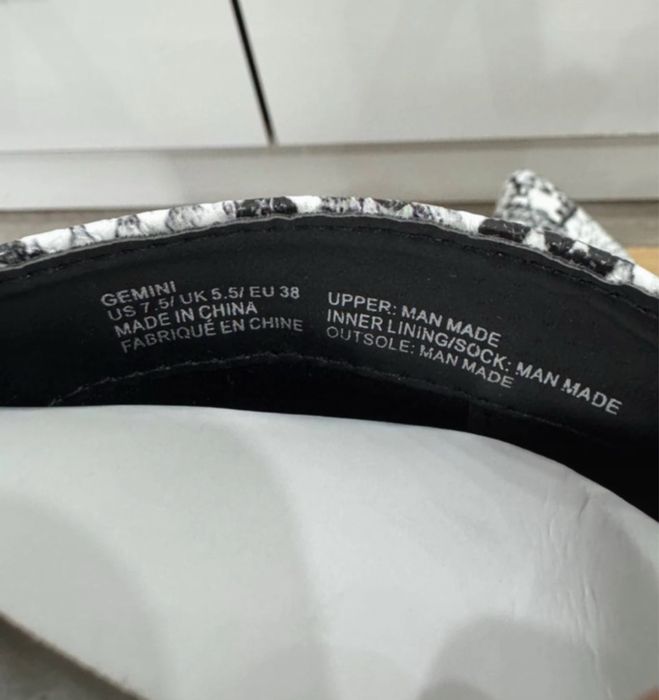 GEMINI
US 7.5/ UK 5.5/ EU 38
MADE IN CHINA
FABRIQUÉ EN CHINE
UPPER: MAN MADE
INNER LINING/SOCK: MAN MADE
OUTSOLE: MAN MADE